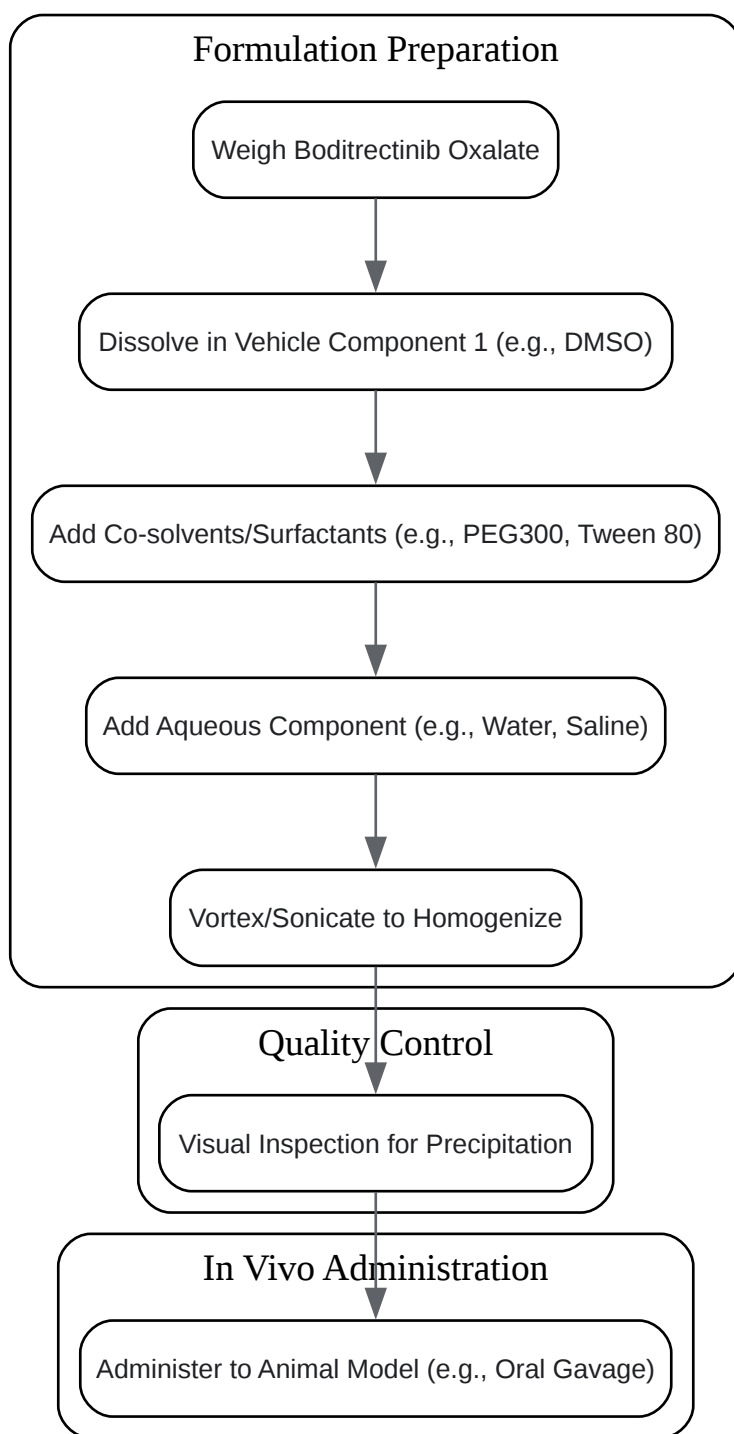 Formulation Preparation
Weigh Boditrectinib Oxalate
Dissolve in Vehicle Component 1 (e.g., DMSO)
Add Co-solvents/Surfactants (e.g., PEG300, Tween 80)
Add Aqueous Component (e.g., Water, Saline)
Vortex/Sonicate to Homogenize
Quality Control
Visual Inspection for Precipitation
In Vivo Administration
Administer to Animal Model (e.g., Oral Gavage)